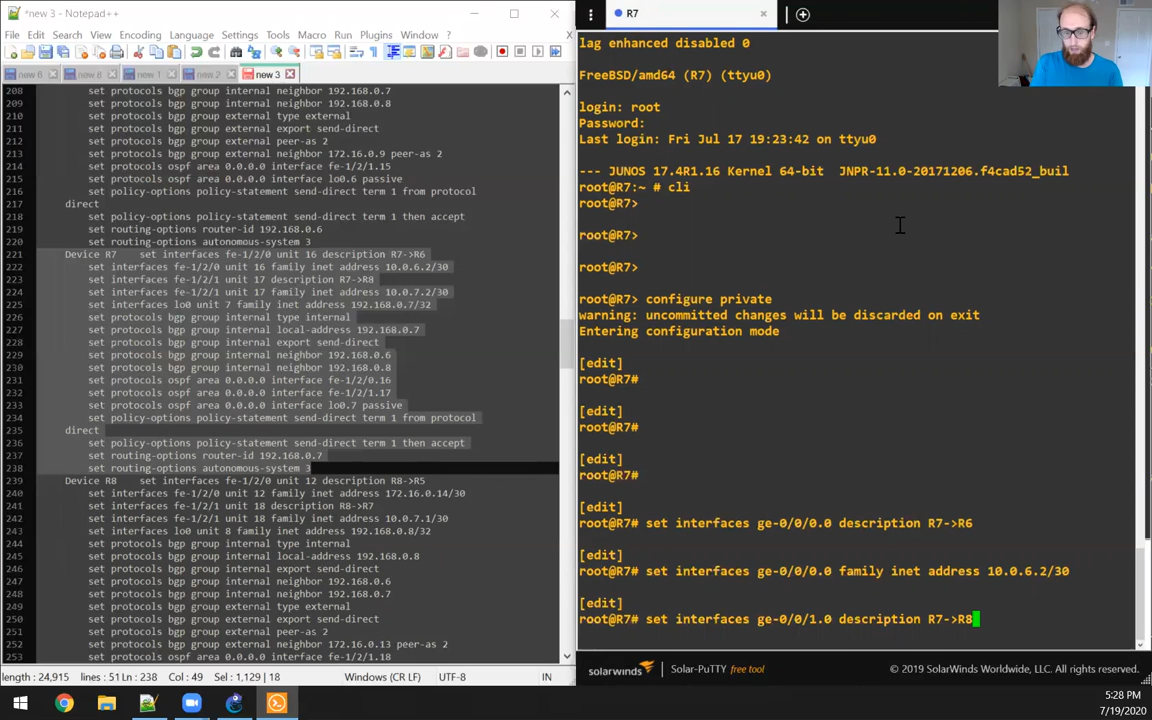 *new 3 - Notepad++
File Edit Search View Encoding Language Settings Tools Macro Run Plugins Window ?
new 6 new 8 new 1 new 2 new 3
208 set protocols bgp group internal neighbor 192.168.0.7
209 set protocols bgp group internal neighbor 192.168.0.8
210 set protocols bgp group external type external
211 set protocols bgp group external export send-direct
212 set protocols bgp group external peer-as 2
213 set protocols bgp group external neighbor 172.16.0.9 peer-as 2
214 set protocols ospf area 0.0.0.0 interface fe-1/2/1.15
215 set protocols ospf area 0.0.0.0 interface lo0.6 passive
216 set policy-options policy-statement send-direct term 1 from protocol
217 direct
218 set policy-options policy-statement send-direct term 1 then accept
219 set routing-options router-id 192.168.0.6
220 set routing-options autonomous-system 3
221 Device R7 set interfaces fe-1/2/0 unit 16 description R7->R6
222 set interfaces fe-1/2/0 unit 16 family inet address 10.0.6.2/30
223 set interfaces fe-1/2/1 unit 17 description R7->R8
224 set interfaces fe-1/2/1 unit 17 family inet address 10.0.7.2/30
225 set interfaces lo0 unit 7 family inet address 192.168.0.7/32
226 set protocols bgp group internal type internal
227 set protocols bgp group internal local-address 192.168.0.7
228 set protocols bgp group internal export send-direct
229 set protocols bgp group internal neighbor 192.168.0.6
230 set protocols bgp group internal neighbor 192.168.0.8
231 set protocols ospf area 0.0.0.0 interface fe-1/2/0.16
232 set protocols ospf area 0.0.0.0 interface fe-1/2/1.17
233 set protocols ospf area 0.0.0.0 interface lo0.7 passive
234 set policy-options policy-statement send-direct term 1 from protocol
235 direct
236 set policy-options policy-statement send-direct term 1 then accept
237 set routing-options router-id 192.168.0.7
238 set routing-options autonomous-system 3
239 Device R8 set interfaces fe-1/2/0 unit 12 description R8->R5
240 set interfaces fe-1/2/0 unit 12 family inet address 172.16.0.14/30
241 set interfaces fe-1/2/1 unit 18 description R8->R7
242 set interfaces fe-1/2/1 unit 18 family inet address 10.0.7.1/30
243 set interfaces lo0 unit 8 family inet address 192.168.0.8/32
244 set protocols bgp group internal type internal
245 set protocols bgp group internal local-address 192.168.0.8
246 set protocols bgp group internal export send-direct
247 set protocols bgp group internal neighbor 192.168.0.6
248 set protocols bgp group internal neighbor 192.168.0.7
249 set protocols bgp group external type external
250 set protocols bgp group external export send-direct
251 set protocols bgp group external peer-as 2
252 set protocols bgp group external neighbor 172.16.0.13 peer-as 2
253 set protocols ospf area 0.0.0.0 interface fe-1/2/1.18
length : 24,915 lines : 51 Ln : 238 Col : 49 Sel : 1,129 | 18 Windows (CR LF) UTF-8 IN
R7
lag enhanced disabled 0
FreeBSD/amd64 (R7) (ttyu0)
login: root
Password:
Last login: Fri Jul 17 19:23:42 on ttyu0
--- JUNOS 17.4R1.16 Kernel 64-bit JNPR-11.0-20171206.f4cad52_buil
root@R7:~ # cli
root@R7>
root@R7>
root@R7>
root@R7> configure private
warning: uncommitted changes will be discarded on exit
Entering configuration mode
[edit]
root@R7#
[edit]
root@R7#
[edit]
root@R7#
[edit]
root@R7# set interfaces ge-0/0/0.0 description R7->R6
[edit]
root@R7# set interfaces ge-0/0/0.0 family inet address 10.0.6.2/30
[edit]
root@R7# set interfaces ge-0/0/1.0 description R7->R8
solarwinds Solar-PuTTY free tool © 2019 SolarWinds Worldwide, LLC. All rights reserved.
5:28 PM
7/19/2020